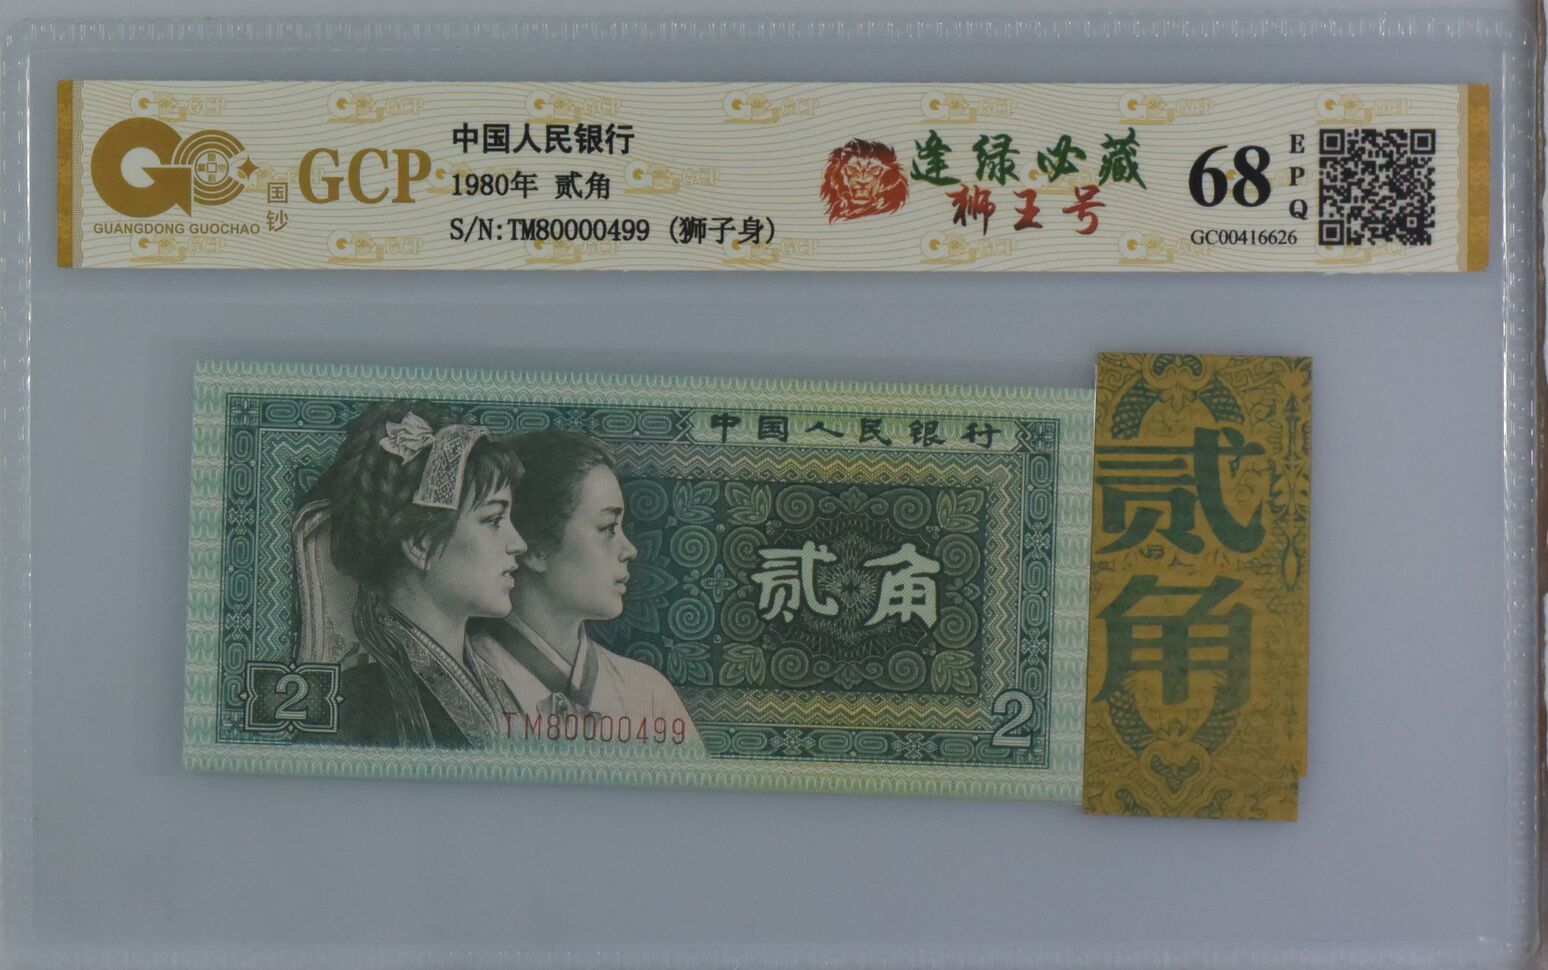 GCP
国钞
GUANGDONG GUOCHAO
中国人民银行
1980年 贰角
S/N:TM80000499 (狮子身)
逢绿必藏
狮王号
68
EPQ
GC00416626
中国人民银行
贰角
2
2
TM80000499
贰角